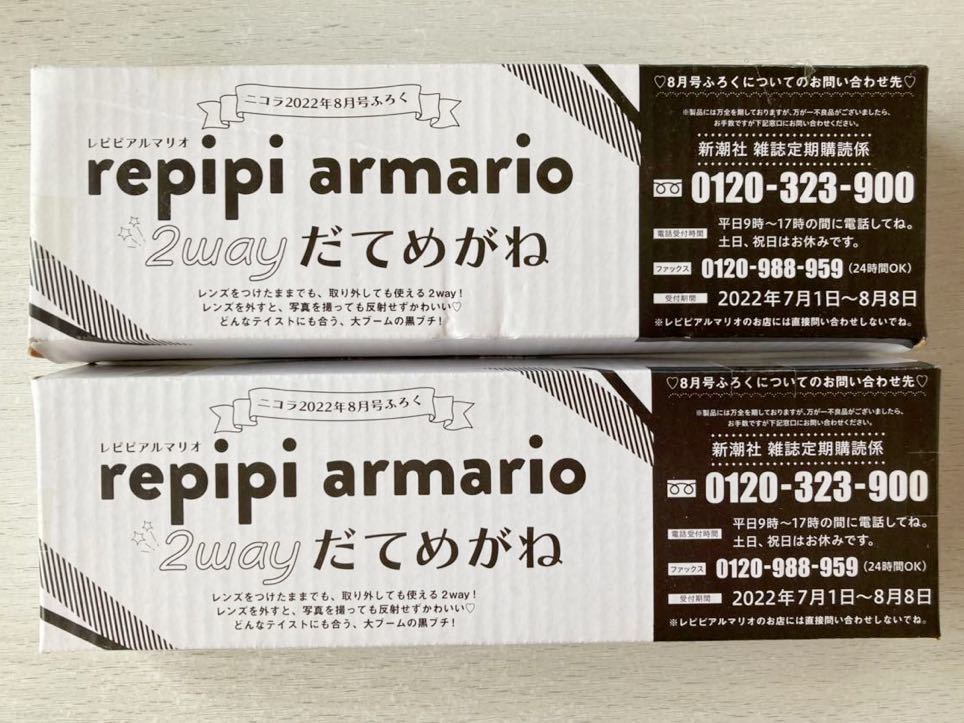 ニコラ2022年8月号ふろく
レピピアルマリオ
repipi armario
2way だてめがね
レンズをつけたままでも、取り外しても使える2way!
レンズを外すと、写真を撮っても反射せずかわいい♡
どんなテイストにも合う、大ブームの黒ブチ!
♡8月号ふろくについてのお問い合わせ先♡
※製品には万全を期しておりますが、万が一不良品がございましたら、
お手数ですが下記窓口にお問い合わせください。
新潮社 雑誌定期購読係
0120-323-900
電話受付時間 平日9時〜17時の間に電話してね。
土日、祝日はお休みです。
ファックス 0120-988-959 (24時間OK)
受付期間 2022年7月1日〜8月8日
※レピピアルマリオのお店には直接問い合わせしないでね。
ニコラ2022年8月号ふろく
レピピアルマリオ
repipi armario
2way だてめがね
レンズをつけたままでも、取り外しても使える2way!
レンズを外すと、写真を撮っても反射せずかわいい♡
どんなテイストにも合う、大ブームの黒ブチ!
♡8月号ふろくについてのお問い合わせ先♡
※製品には万全を期しておりますが、万が一不良品がございましたら、
お手数ですが下記窓口にお問い合わせください。
新潮社 雑誌定期購読係
0120-323-900
電話受付時間 平日9時〜17時の間に電話してね。
土日、祝日はお休みです。
ファックス 0120-988-959 (24時間OK)
受付期間 2022年7月1日〜8月8日
※レピピアルマリオのお店には直接問い合わせしないでね。